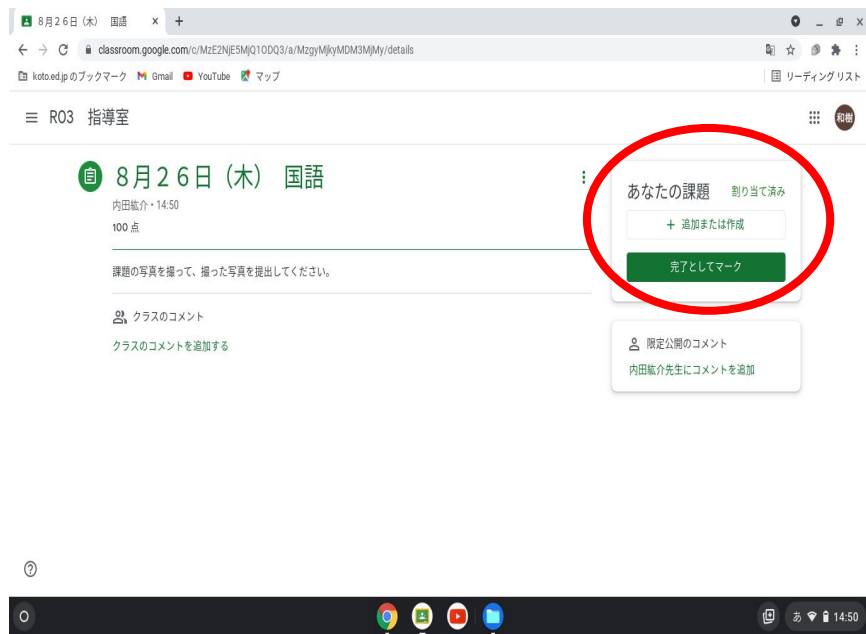 8月26日（木） 国語
classroom.google.com/c/MzE2NjE5MjQ1ODQ3/a/MzgyMjkyMDM3MjMy/details
koto.ed.jp のブックマーク Gmail YouTube マップ リーディング リスト
R03 指導室
和樹
８月２６日（木） 国語
内田紘介・14:50
100 点
課題の写真を撮って、撮った写真を提出してください。
クラスのコメント
クラスのコメントを追加する
あなたの課題 割り当て済み
+ 追加または作成
完了としてマーク
限定公開のコメント
内田紘介先生にコメントを追加
あ 14:50